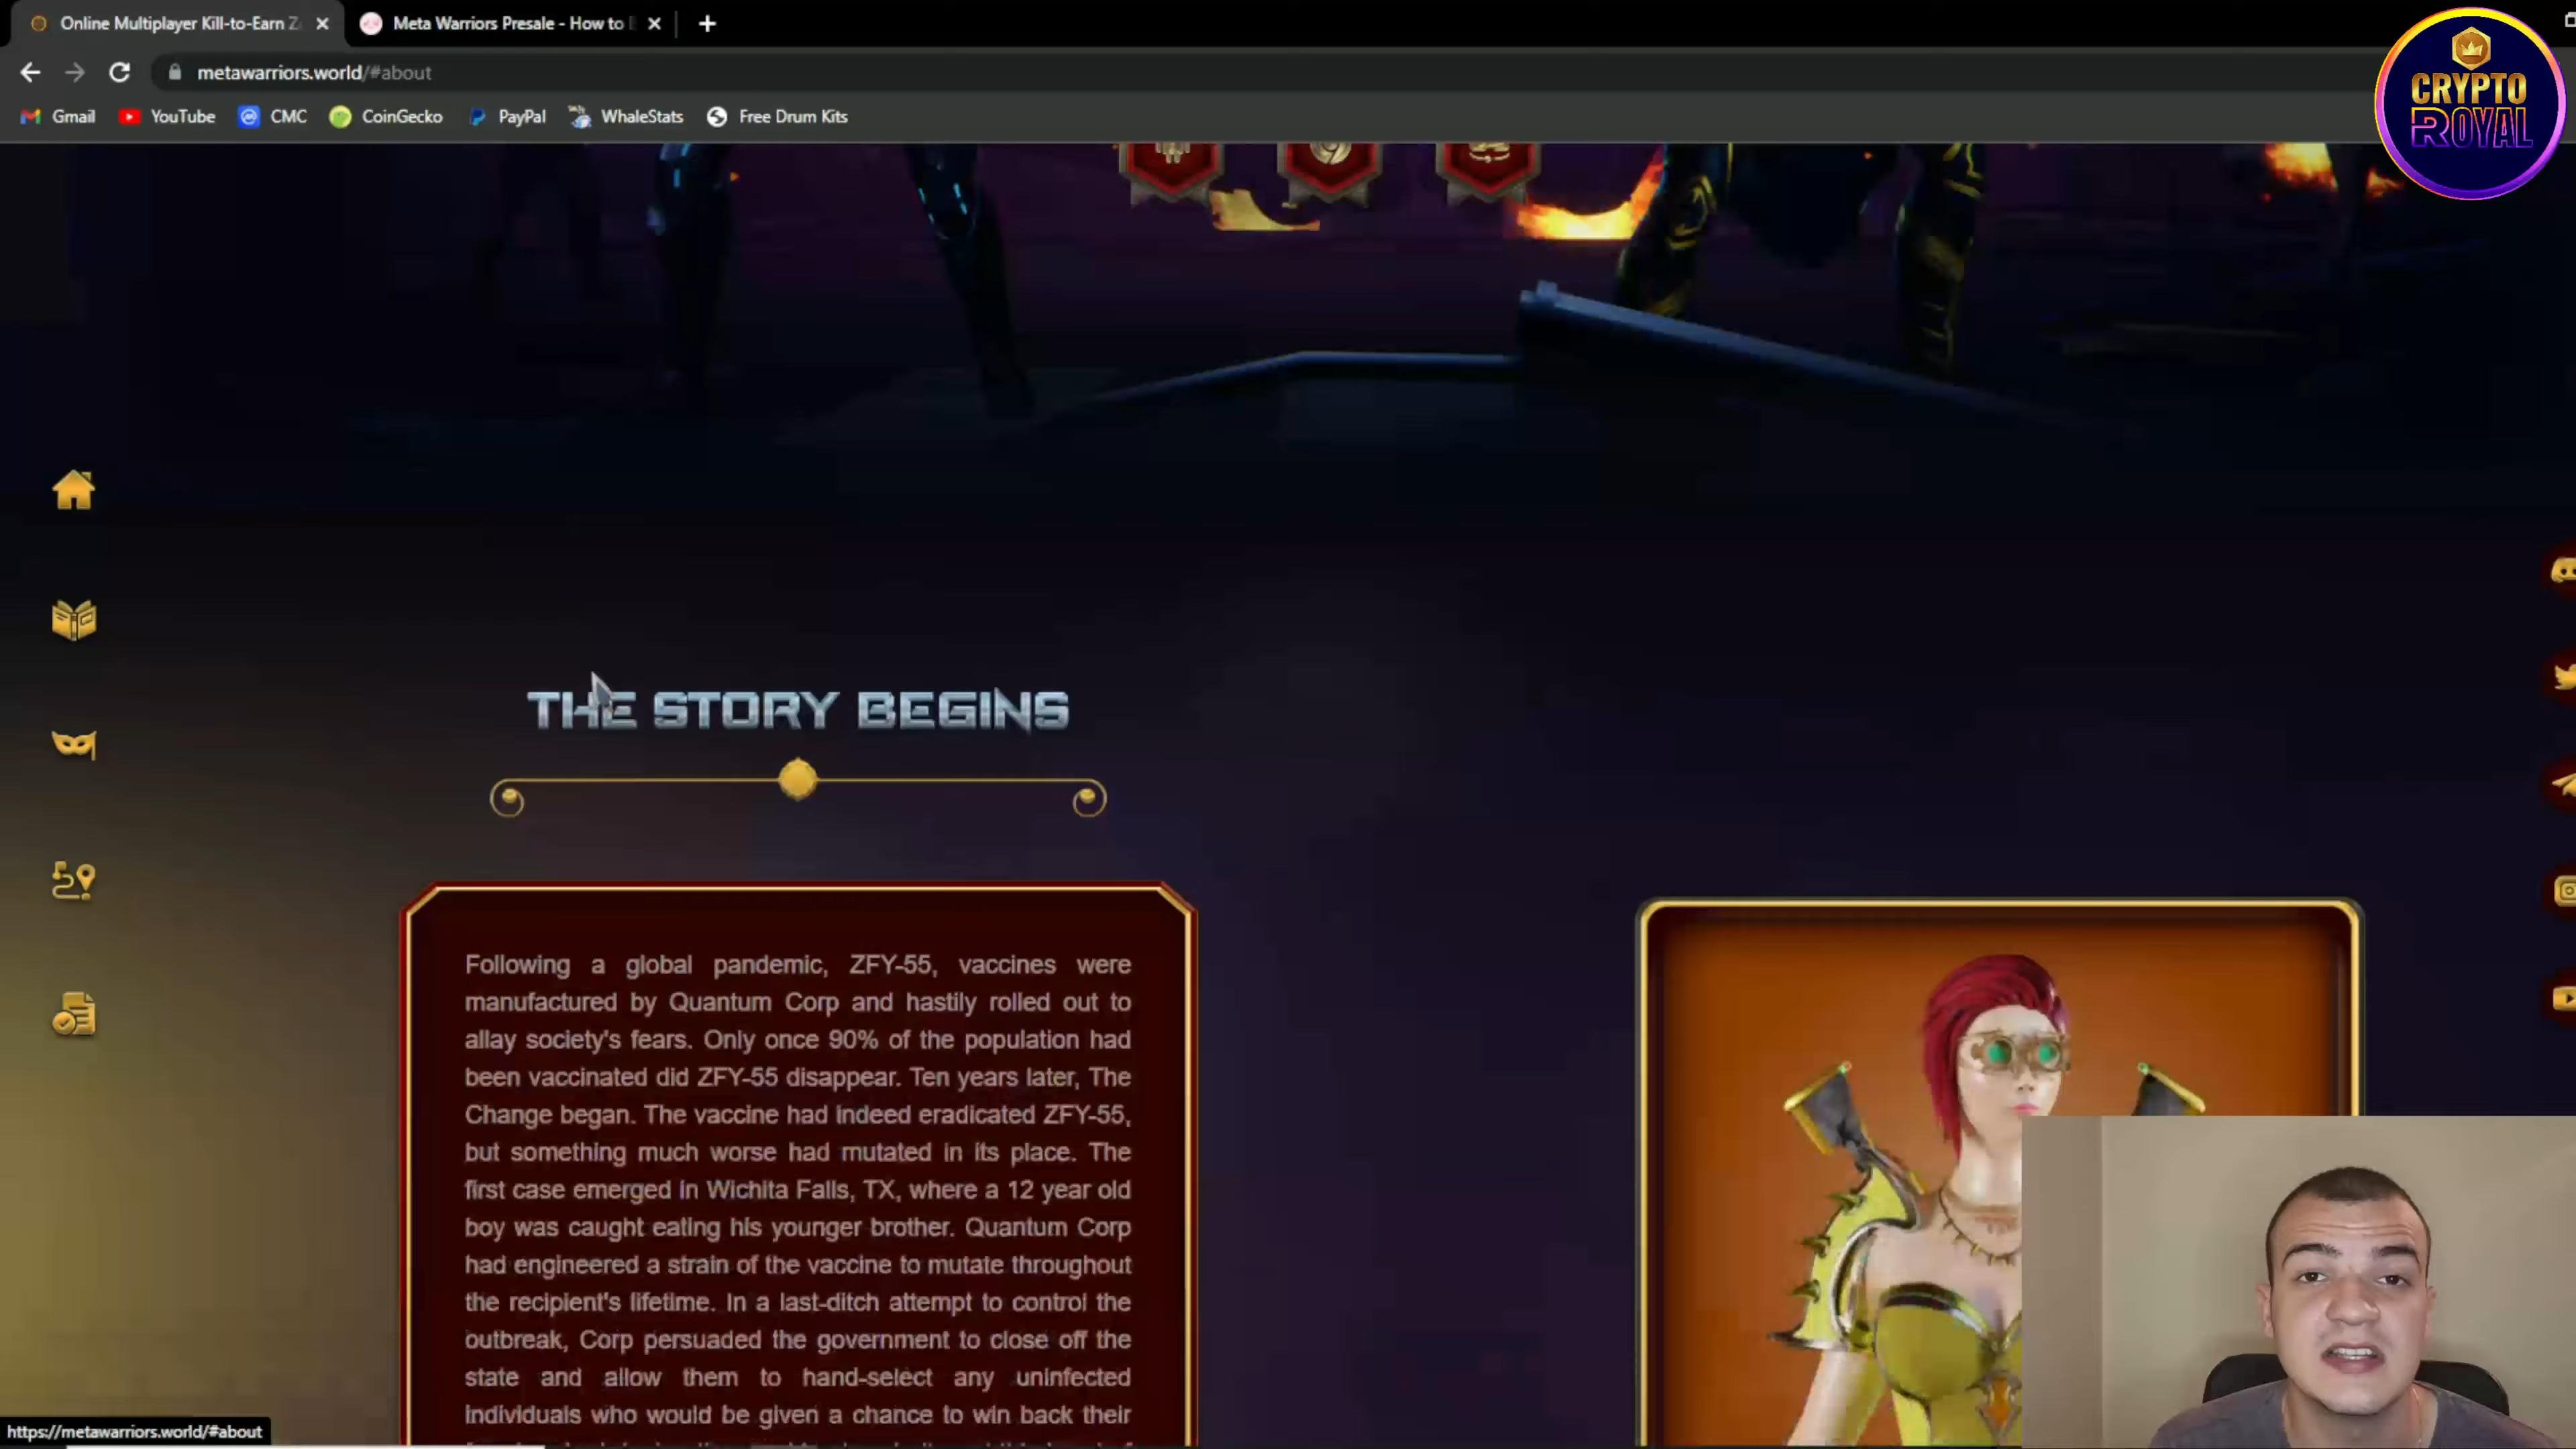 Online Multiplayer Kill-to-Earn
Meta Warriors Presale - How to
metawarriors.world/#about
CRYPTO
ROYAL
Gmail YouTube CMC CoinGecko PayPal WhaleStats Free Drum Kits
THE STORY BEGINS
Following a global pandemic, ZFY-55, vaccines were
manufactured by Quantum Corp and hastily rolled out to
allay society's fears. Only once 90% of the population had
been vaccinated did ZFY-55 disappear. Ten years later, The
Change began. The vaccine had indeed eradicated ZFY-55,
but something much worse had mutated in its place. The
first case emerged in Wichita Falls, TX, where a 12 year old
boy was caught eating his younger brother. Quantum Corp
had engineered a strain of the vaccine to mutate throughout
the recipient's lifetime. In a last-ditch attempt to control the
outbreak, Corp persuaded the government to close off the
state and allow them to hand-select any uninfected
individuals who would be given a chance to win back their
https://metawarriors.world/#about